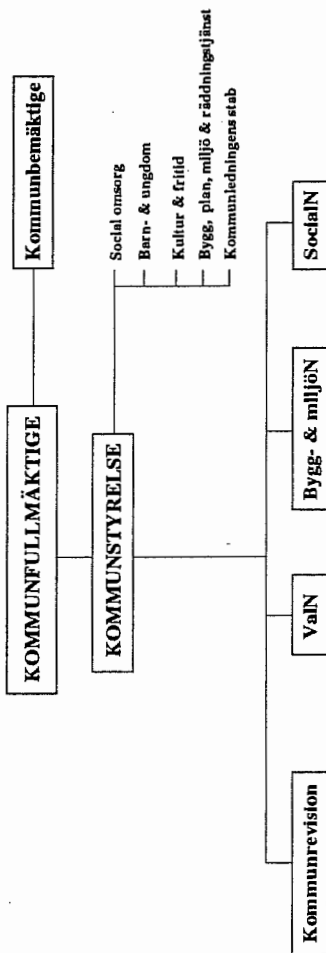 KOMMUNFULLMÄKTIGE
Kommunbemäktige
KOMMUNSTYRELSE
Social omsorg
Barn- & ungdom
Kultur & fritid
Bygg, plan, miljö & räddningstjänst
Kommunledningens stab
Kommunrevision
ValN
Bygg- & miljöN
SocialN